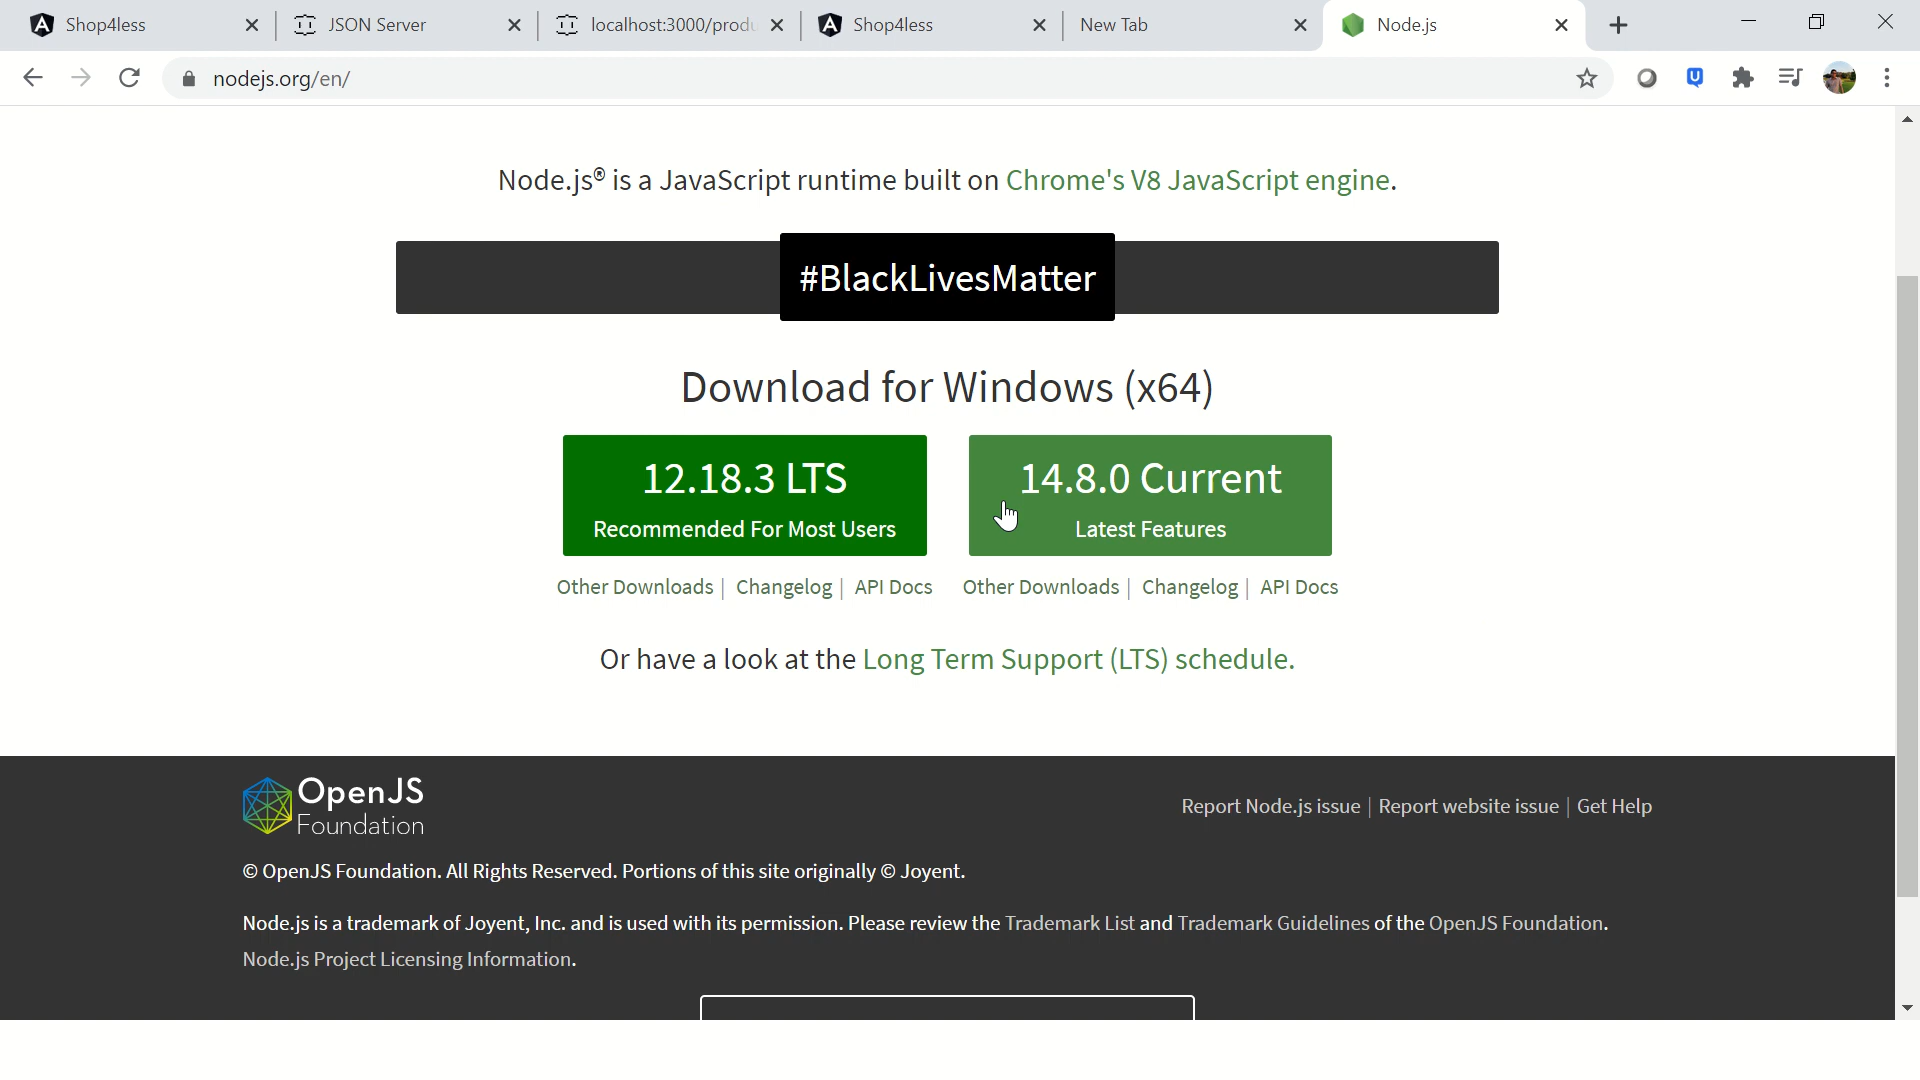 Shop4less
JSON Server
localhost:3000/produ
Shop4less
New Tab
Node.js
nodejs.org/en/
Node.js® is a JavaScript runtime built on Chrome's V8 JavaScript engine.
#BlackLivesMatter
Download for Windows (x64)
12.18.3 LTS
Recommended For Most Users
14.8.0 Current
Latest Features
Other Downloads | Changelog | API Docs
Other Downloads | Changelog | API Docs
Or have a look at the Long Term Support (LTS) schedule.
OpenJS
Foundation
Report Node.js issue | Report website issue | Get Help
© OpenJS Foundation. All Rights Reserved. Portions of this site originally © Joyent.
Node.js is a trademark of Joyent, Inc. and is used with its permission. Please review the Trademark List and Trademark Guidelines of the OpenJS Foundation.
Node.js Project Licensing Information.